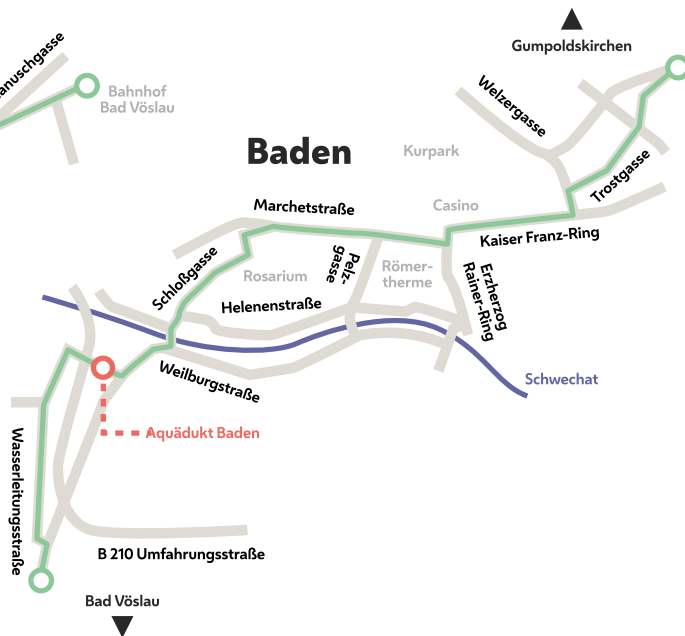 Gumpoldskirchen
anuschgasse
Bahnhof
Bad Vöslau
Welzergasse
Baden
Kurpark
Trostgasse
Casino
Marchetstraße
Kaiser Franz-Ring
Schloßgasse
Rosarium
Pelz-
gasse
Römer-
therme
Erzherzog
Rainer-Ring
Helenenstraße
Weilburgstraße
Schwechat
Aquädukt Baden
Wasserleitungsstraße
B 210 Umfahrungsstraße
Bad Vöslau